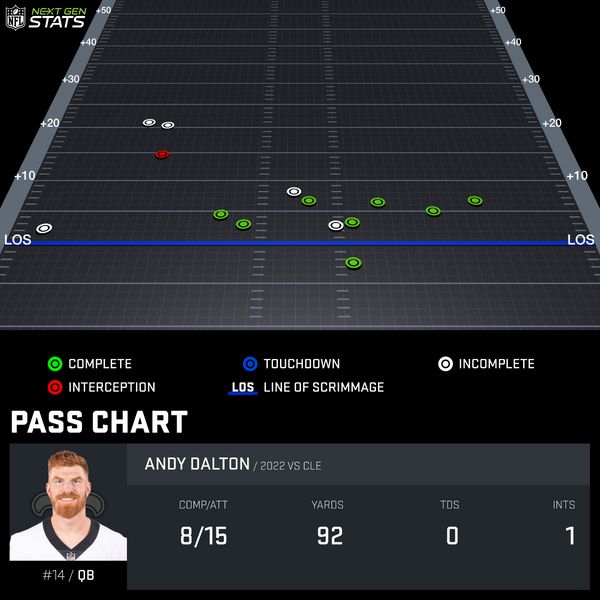 NFL NEXT GEN STATS
+50 +50
+40 +40
+30 +30
+20 +20
+10 +10
LOS LOS
COMPLETE TOUCHDOWN INCOMPLETE
INTERCEPTION LOS LINE OF SCRIMMAGE
PASS CHART
ANDY DALTON / 2022 VS CLE
COMP/ATT YARDS TDS INTS
8/15 92 0 1
#14 / QB